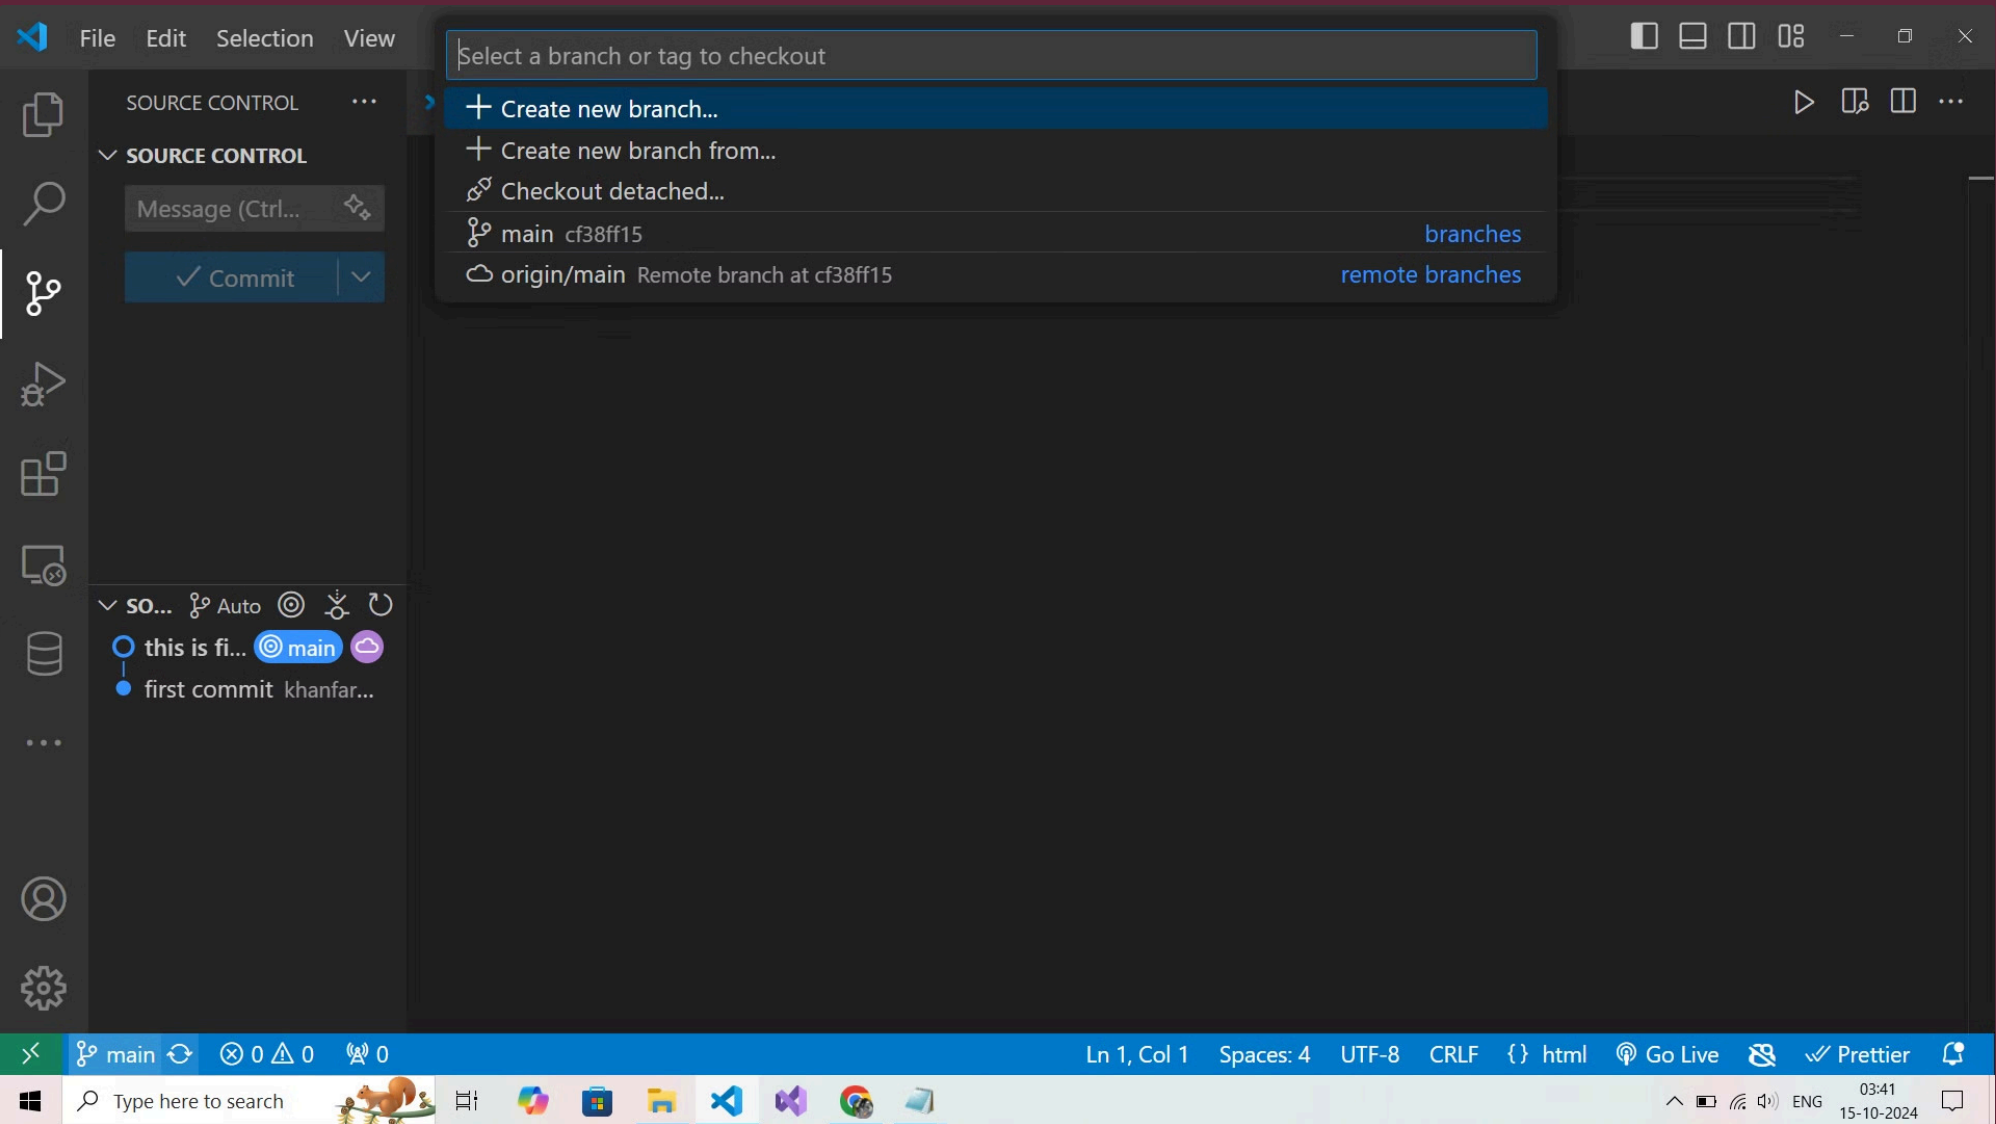 File Edit Selection View
Select a branch or tag to checkout
Create new branch...
Create new branch from...
Checkout detached...
main cf38ff15 branches
origin/main Remote branch at cf38ff15 remote branches
SOURCE CONTROL
SOURCE CONTROL
Message (Ctrl...
Commit
SO... Auto
this is fi... main
first commit khanfar...
main 0 0 0 Ln 1, Col 1 Spaces: 4 UTF-8 CRLF {} html Go Live Prettier
Type here to search ENG 03:41
15-10-2024